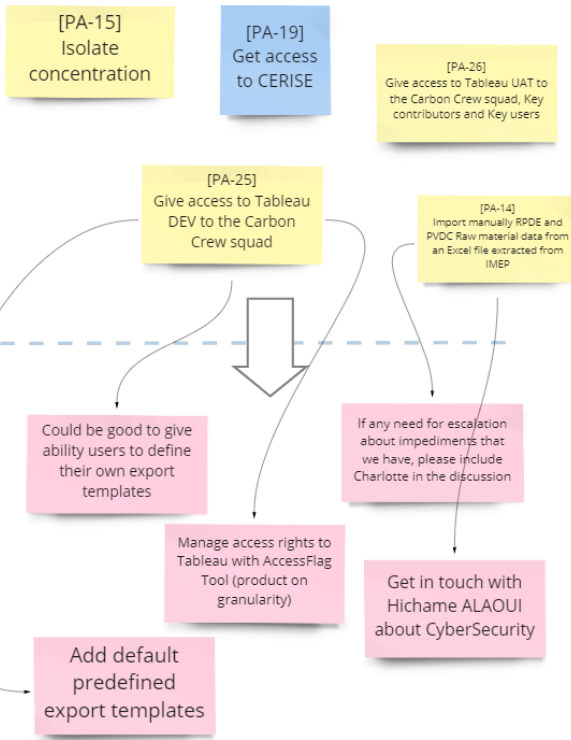 [PA-15]
Isolate
concentration
[PA-19]
Get access
to CERISE
[PA-26]
Give access to Tableau UAT to
the Carbon Crew squad, Key
contributors and Key users
[PA-25]
Give access to Tableau
DEV to the Carbon
Crew squad
[PA-14]
Import manually RPDE and
PVDC Raw material data from
an Excel file extracted from
IMEP
Could be good to give
ability users to define
their own export
templates
If any need for escalation
about impediments that
we have, please include
Charlotte in the discussion
Manage access rights to
Tableau with AccessFlag
Tool (product on
granularity)
Get in touch with
Hichame ALAOUI
about CyberSecurity
Add default
predefined
export templates